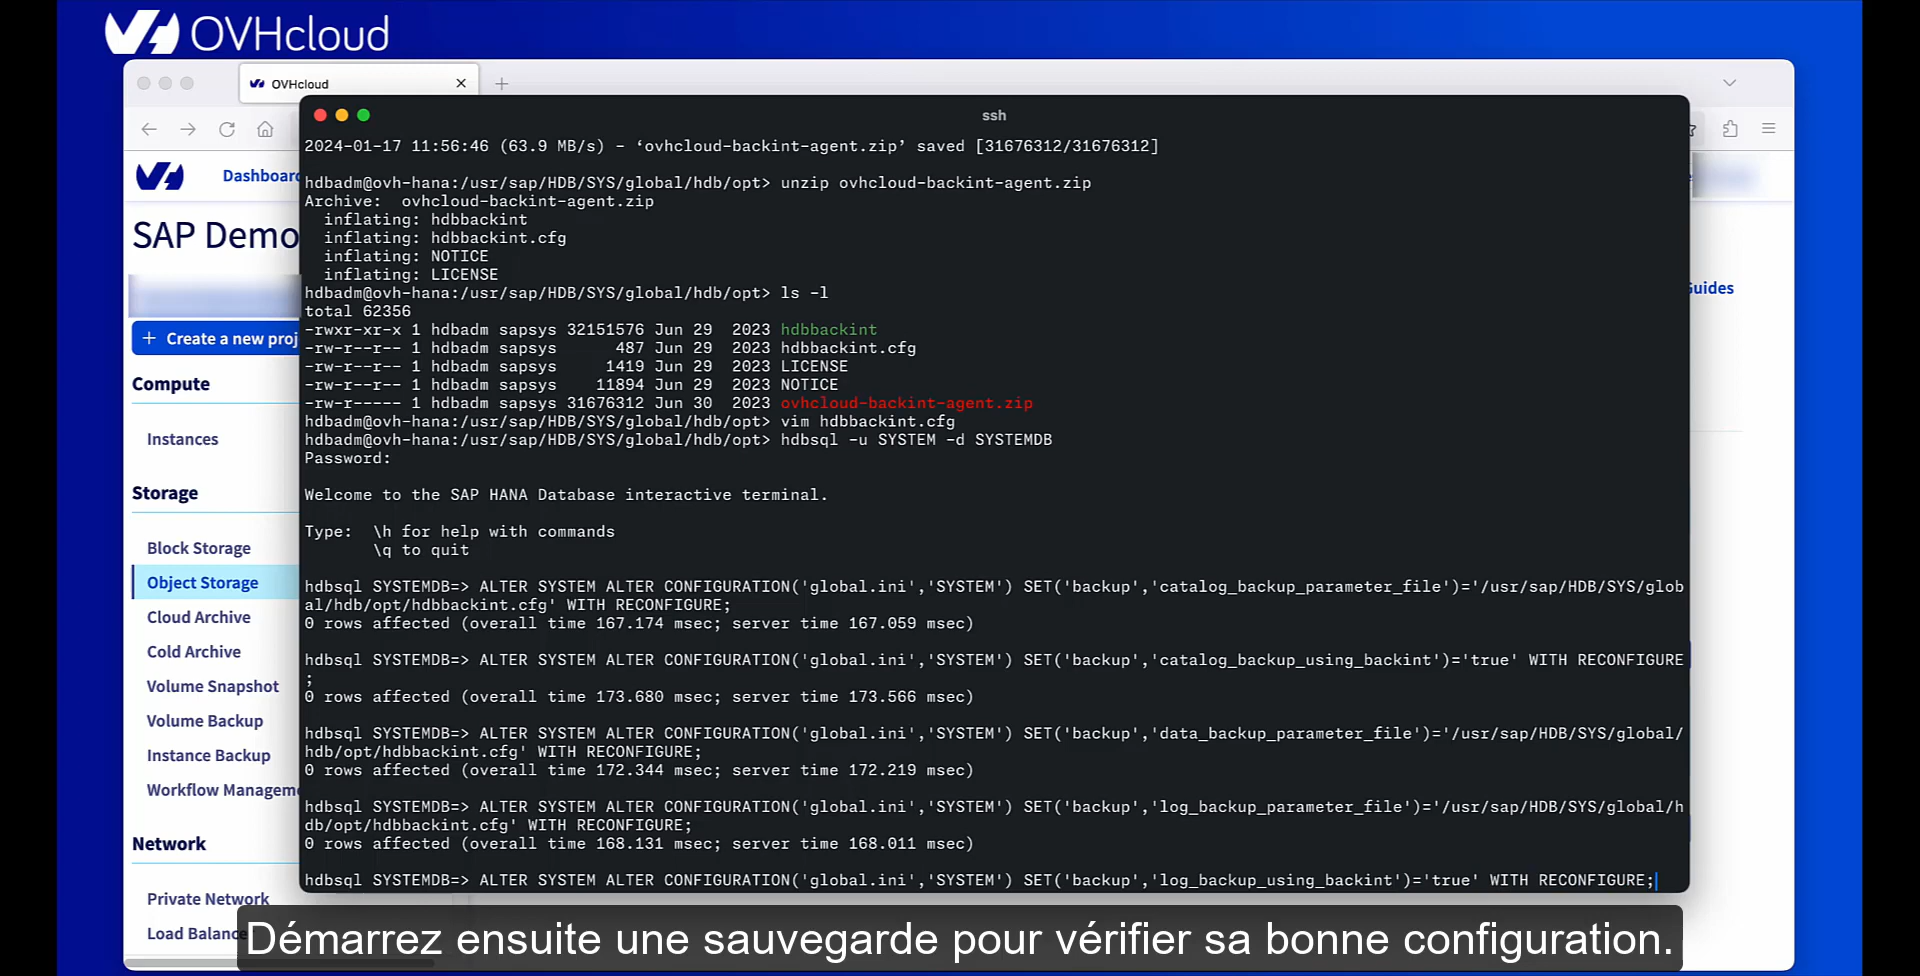 OVHcloud
OVHcloud
ssh
2024-01-17 11:56:46 (63.9 MB/s) - ‘ovhcloud-backint-agent.zip’ saved [31676312/31676312]
hdbadm@ovh-hana:/usr/sap/HDB/SYS/global/hdb/opt> unzip ovhcloud-backint-agent.zip
Archive:  ovhcloud-backint-agent.zip
inflating: hdbbackint
inflating: hdbbackint.cfg
inflating: NOTICE
inflating: LICENSE
hdbadm@ovh-hana:/usr/sap/HDB/SYS/global/hdb/opt> ls -l
total 62356
-rwxr-xr-x 1 hdbadm sapsys 32151576 Jun 29  2023 hdbbackint
-rw-r--r-- 1 hdbadm sapsys      487 Jun 29  2023 hdbbackint.cfg
-rw-r--r-- 1 hdbadm sapsys     1419 Jun 29  2023 LICENSE
-rw-r--r-- 1 hdbadm sapsys    11894 Jun 29  2023 NOTICE
-rw-r----- 1 hdbadm sapsys 31676312 Jun 30  2023 ovhcloud-backint-agent.zip
hdbadm@ovh-hana:/usr/sap/HDB/SYS/global/hdb/opt> vim hdbbackint.cfg
hdbadm@ovh-hana:/usr/sap/HDB/SYS/global/hdb/opt> hdbsql -u SYSTEM -d SYSTEMDB
Password:
Welcome to the SAP HANA Database interactive terminal.
Type:  \h for help with commands
\q to quit
hdbsql SYSTEMDB=> ALTER SYSTEM ALTER CONFIGURATION('global.ini','SYSTEM') SET('backup','catalog_backup_parameter_file')='/usr/sap/HDB/SYS/glob
al/hdb/opt/hdbbackint.cfg' WITH RECONFIGURE;
0 rows affected (overall time 167.174 msec; server time 167.059 msec)
hdbsql SYSTEMDB=> ALTER SYSTEM ALTER CONFIGURATION('global.ini','SYSTEM') SET('backup','catalog_backup_using_backint')='true' WITH RECONFIGURE
;
0 rows affected (overall time 173.680 msec; server time 173.566 msec)
hdbsql SYSTEMDB=> ALTER SYSTEM ALTER CONFIGURATION('global.ini','SYSTEM') SET('backup','data_backup_parameter_file')='/usr/sap/HDB/SYS/global/
hdb/opt/hdbbackint.cfg' WITH RECONFIGURE;
0 rows affected (overall time 172.344 msec; server time 172.219 msec)
hdbsql SYSTEMDB=> ALTER SYSTEM ALTER CONFIGURATION('global.ini','SYSTEM') SET('backup','log_backup_parameter_file')='/usr/sap/HDB/SYS/global/h
db/opt/hdbbackint.cfg' WITH RECONFIGURE;
0 rows affected (overall time 168.131 msec; server time 168.011 msec)
hdbsql SYSTEMDB=> ALTER SYSTEM ALTER CONFIGURATION('global.ini','SYSTEM') SET('backup','log_backup_using_backint')='true' WITH RECONFIGURE;
Dashboar
SAP Demo
+ Create a new proj
Compute
Instances
Storage
Block Storage
Object Storage
Cloud Archive
Cold Archive
Volume Snapshot
Volume Backup
Instance Backup
Workflow Manageme
Network
Private Network
Load Balance
Guides
Démarrez ensuite une sauvegarde pour vérifier sa bonne configuration.